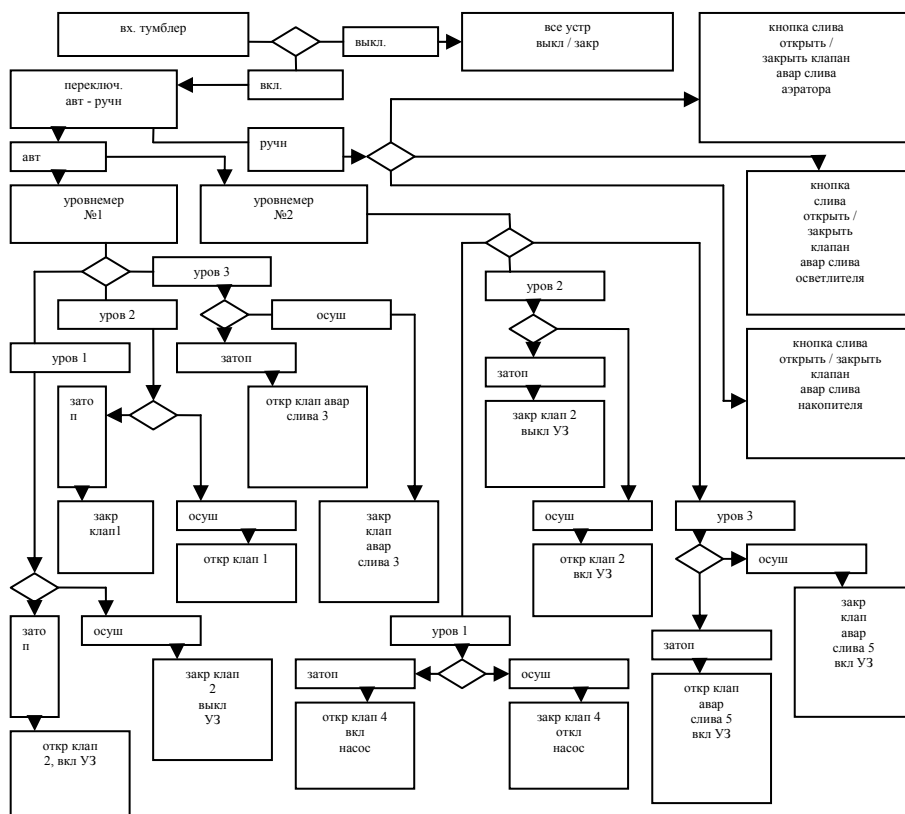 вх. тумблер
выкл.
все устр
выкл / закр
кнопка слива
открыть /
закрыть клапан
авар слива
аэратора
переключ.
авт - ручн
вкл.
ручн
авт
кнопка
слива
открыть /
закрыть
клапан
авар слива
осветлителя
уровнемер
№1
уровнемер
№2
уров 3
уров 2
уров 2
осуш
уров 1
затоп
затоп
кнопка слива
открыть / закрыть
клапан
авар слива
накопителя
зато
п
откр клап авар
слива 3
закр клап 2
выкл УЗ
закр
клап1
осуш
закр
клап
авар
слива 3
осуш
уров 3
откр клап 1
откр клап 2
вкл УЗ
осуш
зато
п
осуш
уров 1
затоп
закр
клап
авар
слива 5
вкл УЗ
закр клап
2
выкл
УЗ
затоп
осуш
откр клап
авар
слива 5
вкл УЗ
откр клап 4
вкл
насос
закр клап 4
откл
насос
откр клап
2, вкл УЗ